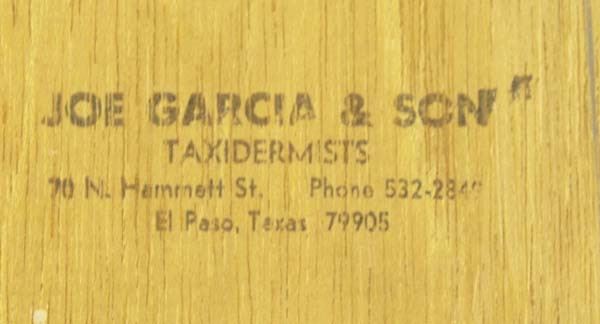 JOE GARCIA & SON
TAXIDERMISTS
70 N. Hammett St. Phone
El Paso, Texas 79905